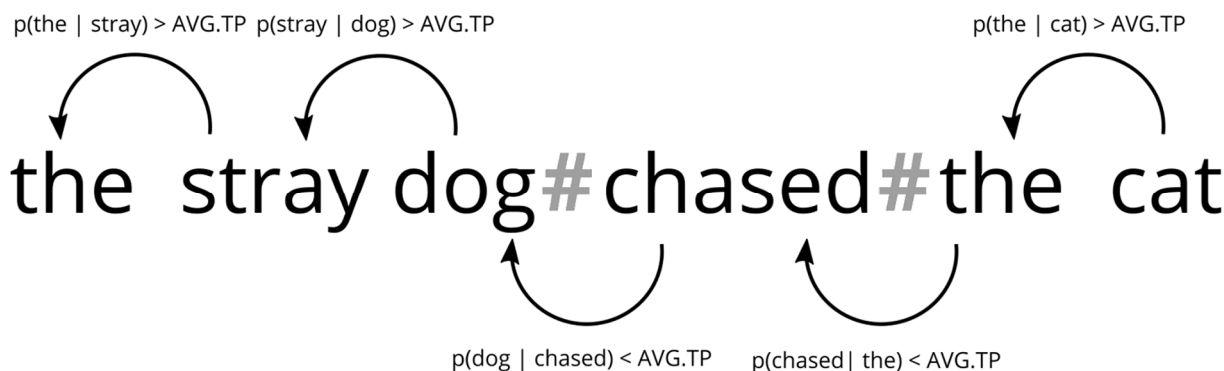 p(the | stray) > AVG.TP p(stray | dog) > AVG.TP p(the | cat) > AVG.TP
the stray dog#chased#the cat
p(dog | chased) < AVG.TP p(chased| the) < AVG.TP